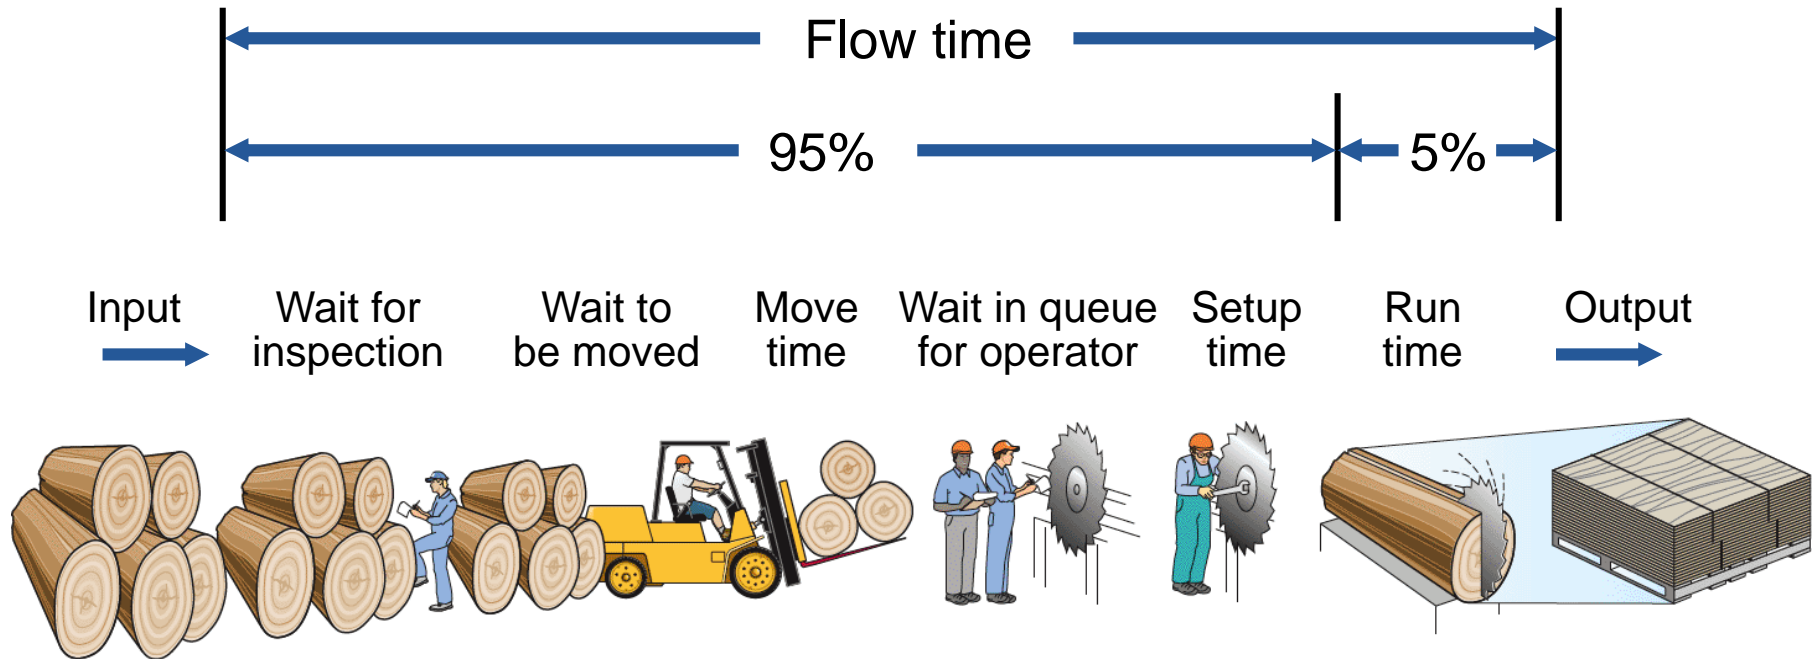 Flow time
95%
5%
Input
Wait for
inspection
Wait to
be moved
Move
time
Wait in queue
for operator
Setup
time
Run
time
Output